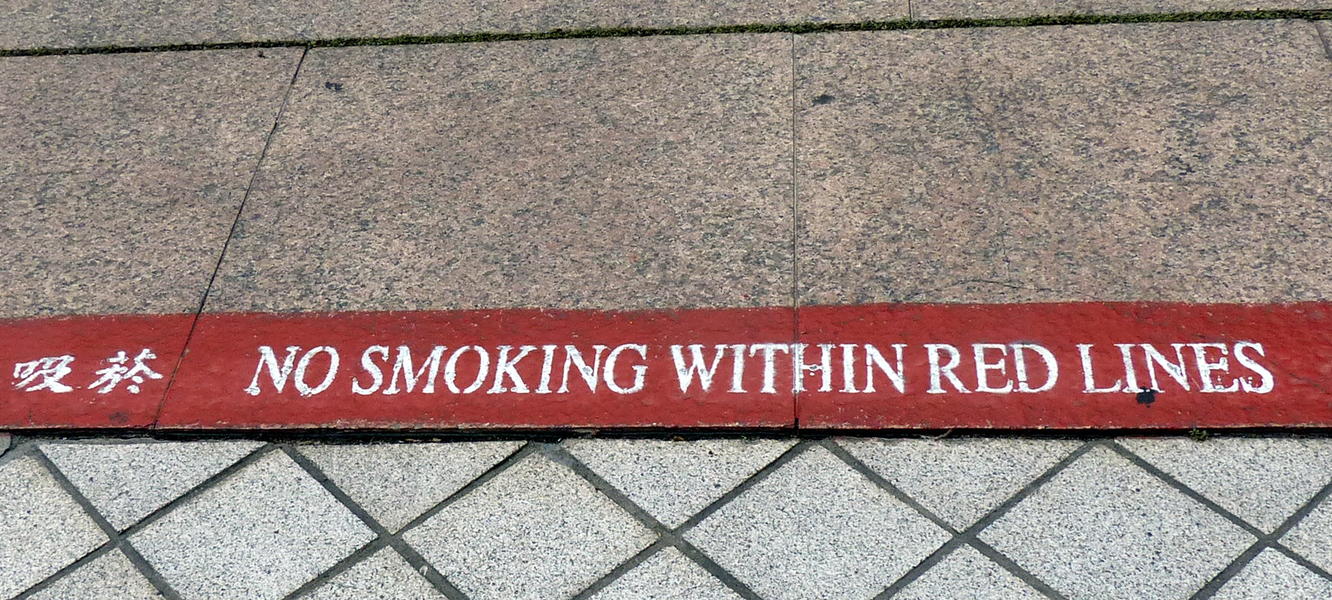 吸菸 NO SMOKING WITHIN RED LINES